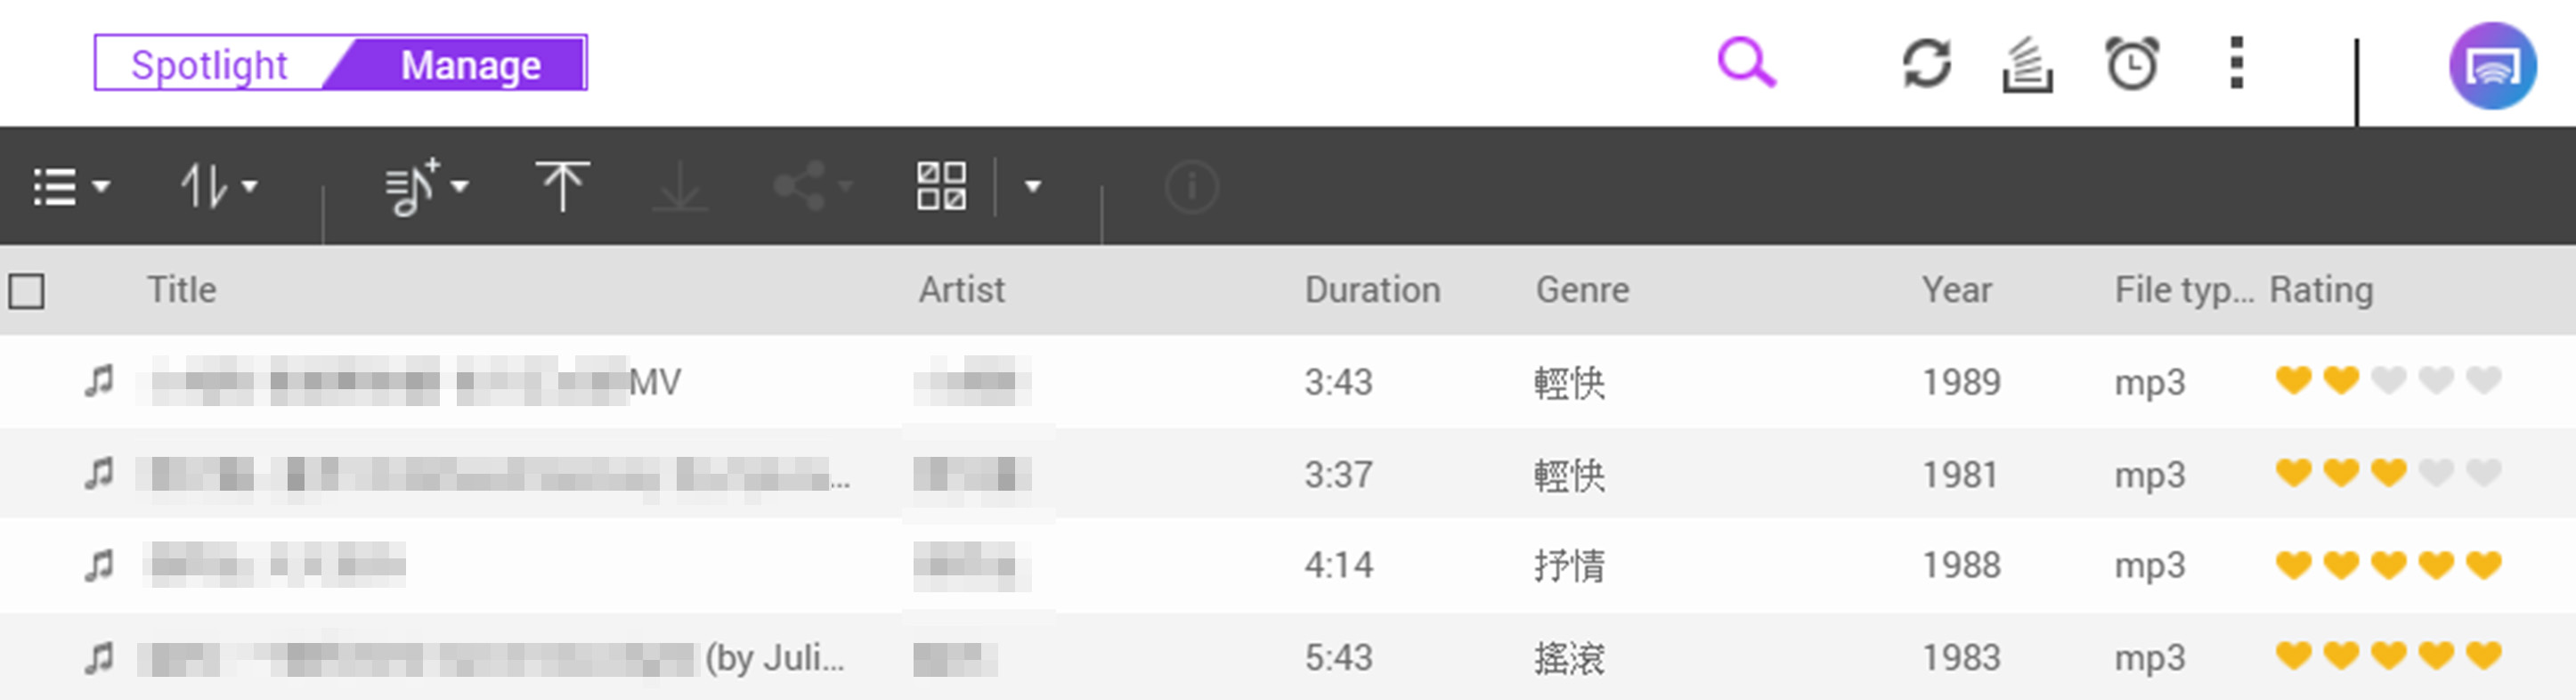 Spotlight Manage
Title Artist Duration Genre Year File typ... Rating
MV 3:43 輕快 1989 mp3
... 3:37 輕快 1981 mp3
4:14 抒情 1988 mp3
(by Juli... 5:43 搖滾 1983 mp3